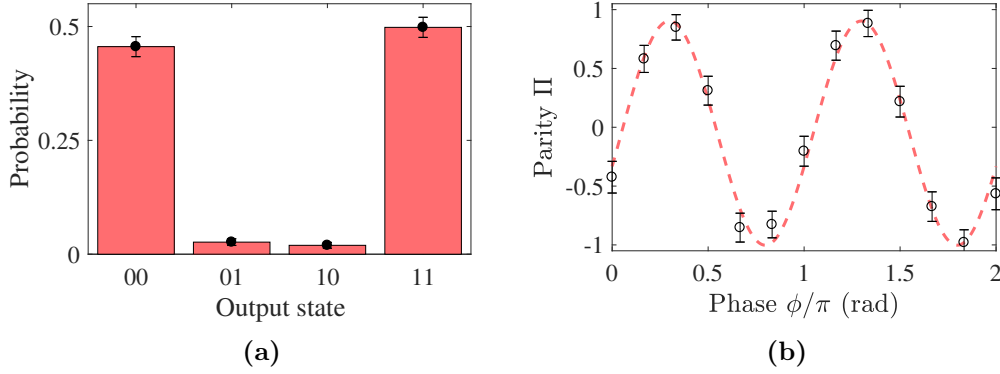 Probability
0.5
0.25
0
00 01 10 11
Output state
(a)
Parity Π
1
0.5
0
-0.5
-1
0 0.5 1 1.5 2
Phase ϕ/π (rad)
(b)